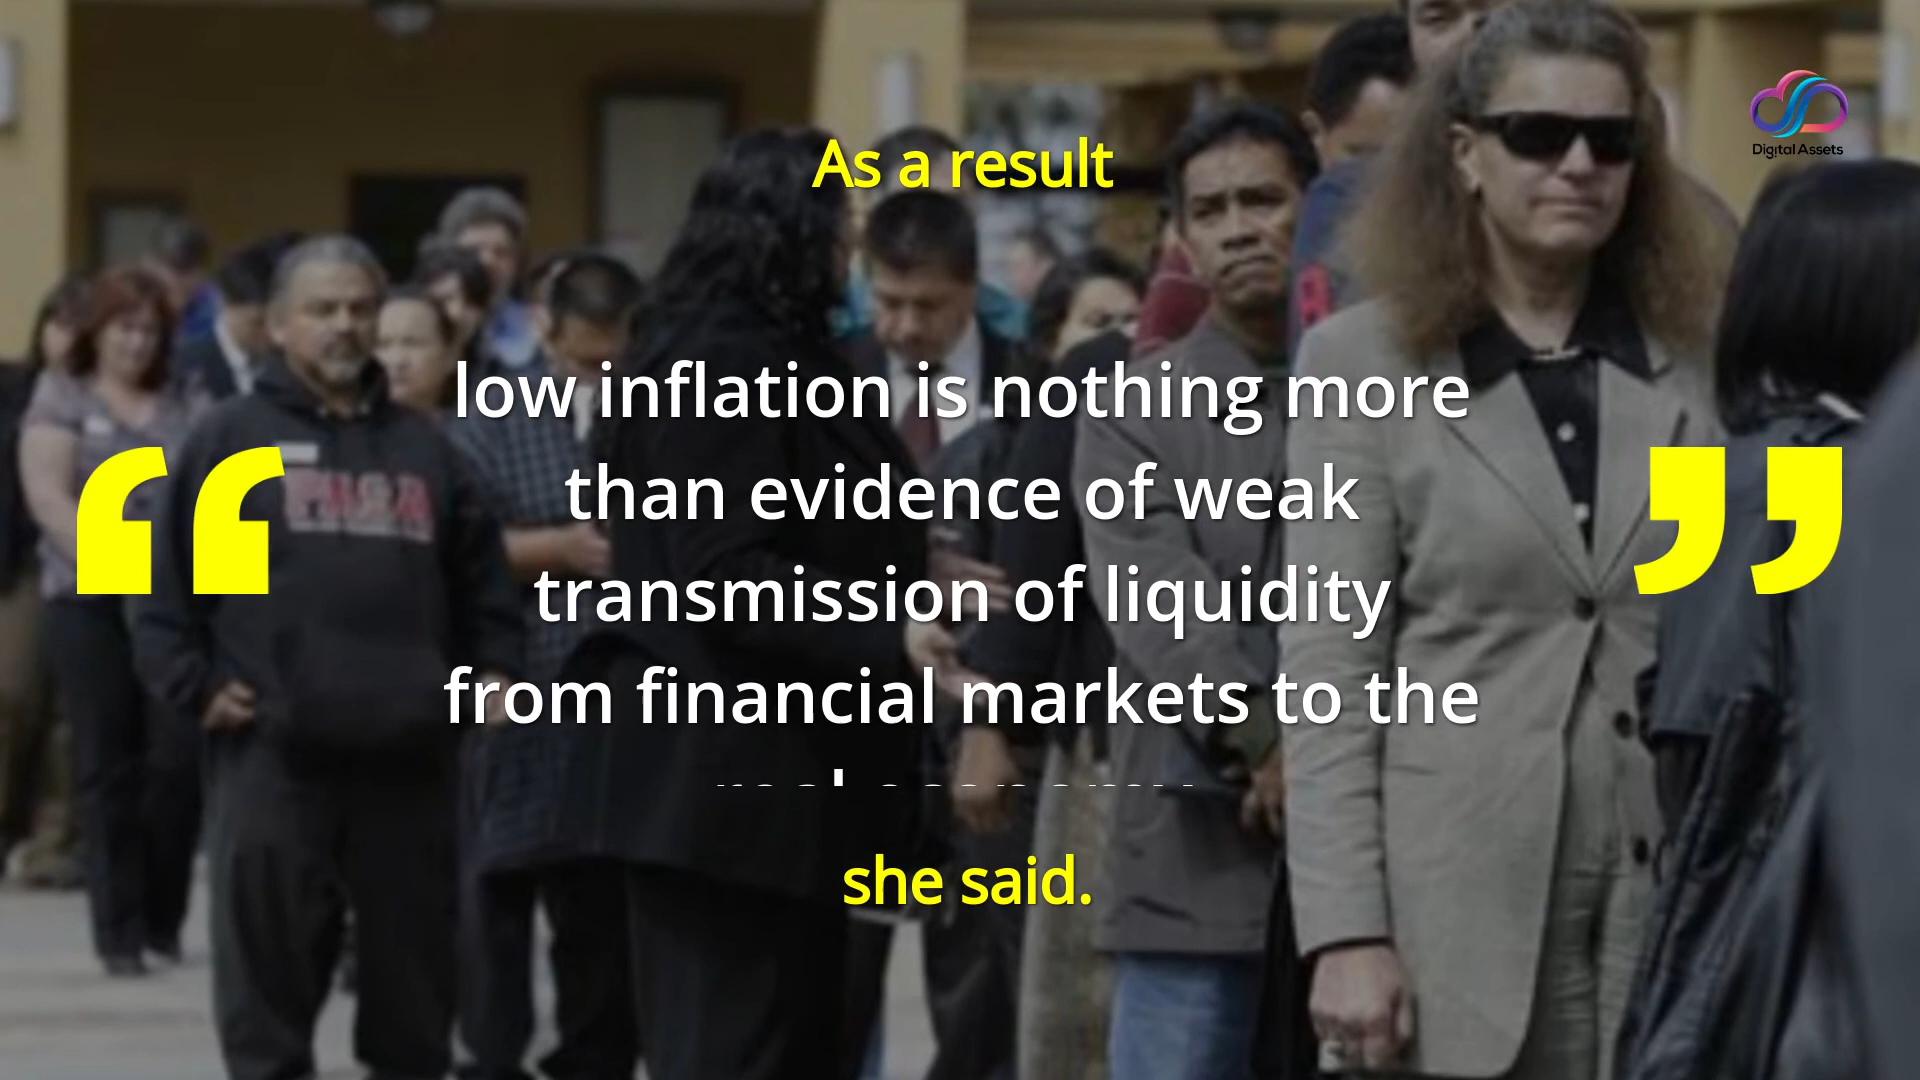 Digital Assets
As a result
low inflation is nothing more
than evidence of weak
transmission of liquidity
from financial markets to the
she said.